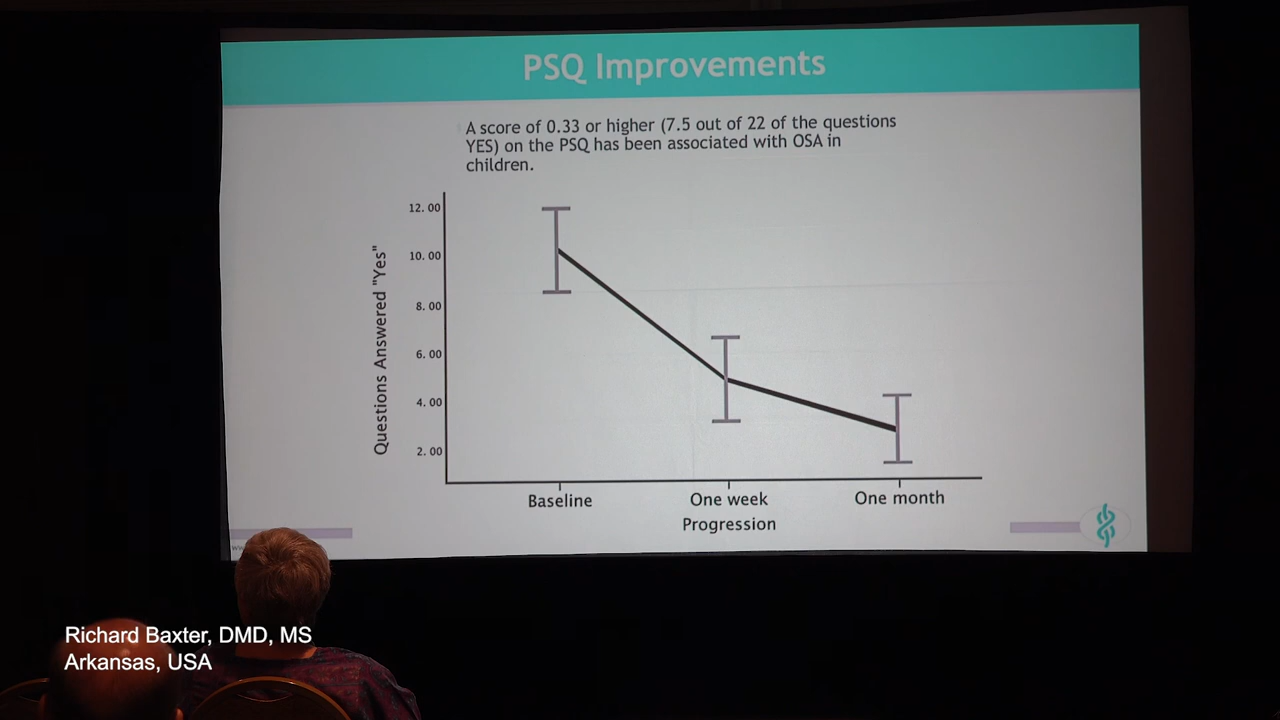 PSQ Improvements
A score of 0.33 or higher (7.5 out of 22 of the questions
YES) on the PSQ has been associated with OSA in
children.
Questions Answered "Yes"
12. 00
10. 00
8. 00
6. 00
4. 00
2. 00
Baseline
One week
One month
Progression
Richard Baxter, DMD, MS
Arkansas, USA